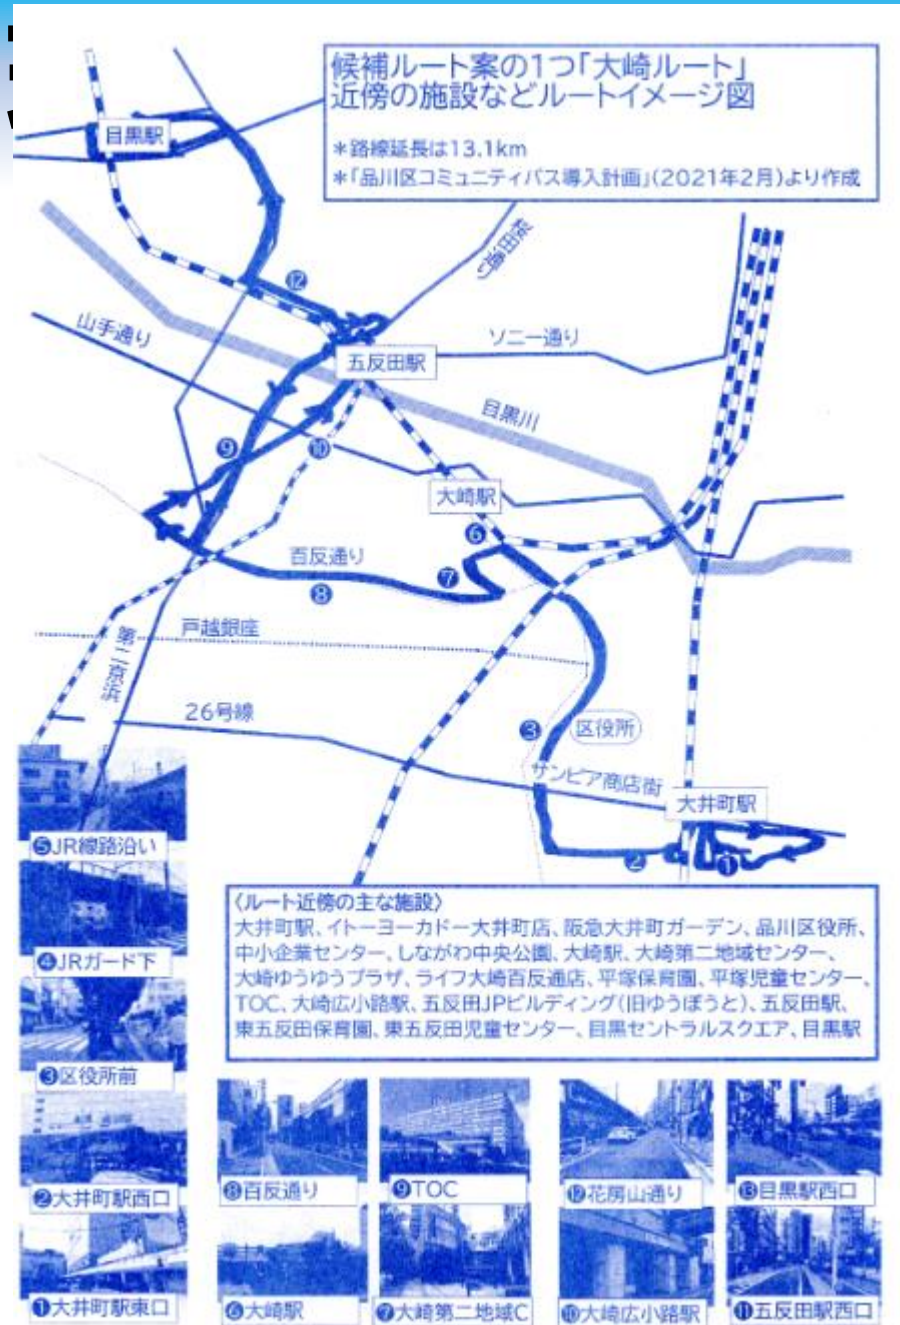 候補ルート案の1つ「大崎ルート」
近傍の施設などルートイメージ図
*路線延長は13.1km
*「品川区コミュニティバス導入計画」(2021年2月)より作成
目黒駅
桜田通り
⑫
山手通り
五反田駅
ソニー通り
目黒川
⑨
⑩
大崎駅
⑥
百反通り
⑦
⑧
戸越銀座
第二京浜
26号線
③
区役所
サンピア商店街
大井町駅
②
①
⑤JR線路沿い
④JRガード下
③区役所前
②大井町駅西口
①大井町駅東口
〈ルート近傍の主な施設〉
大井町駅、イトーヨーカドー大井町店、阪急大井町ガーデン、品川区役所、
中小企業センター、しながわ中央公園、大崎駅、大崎第二地域センター、
大崎ゆうゆうプラザ、ライフ大崎百反通店、平塚保育園、平塚児童センター、
TOC、大崎広小路駅、五反田JPビルディング(旧ゆうぽうと)、五反田駅、
東五反田保育園、東五反田児童センター、目黒セントラルスクエア、目黒駅
⑧百反通り
⑨TOC
⑫花房山通り
⑬目黒駅西口
⑥大崎駅
⑦大崎第二地域C
⑩大崎広小路駅
⑪五反田駅西口